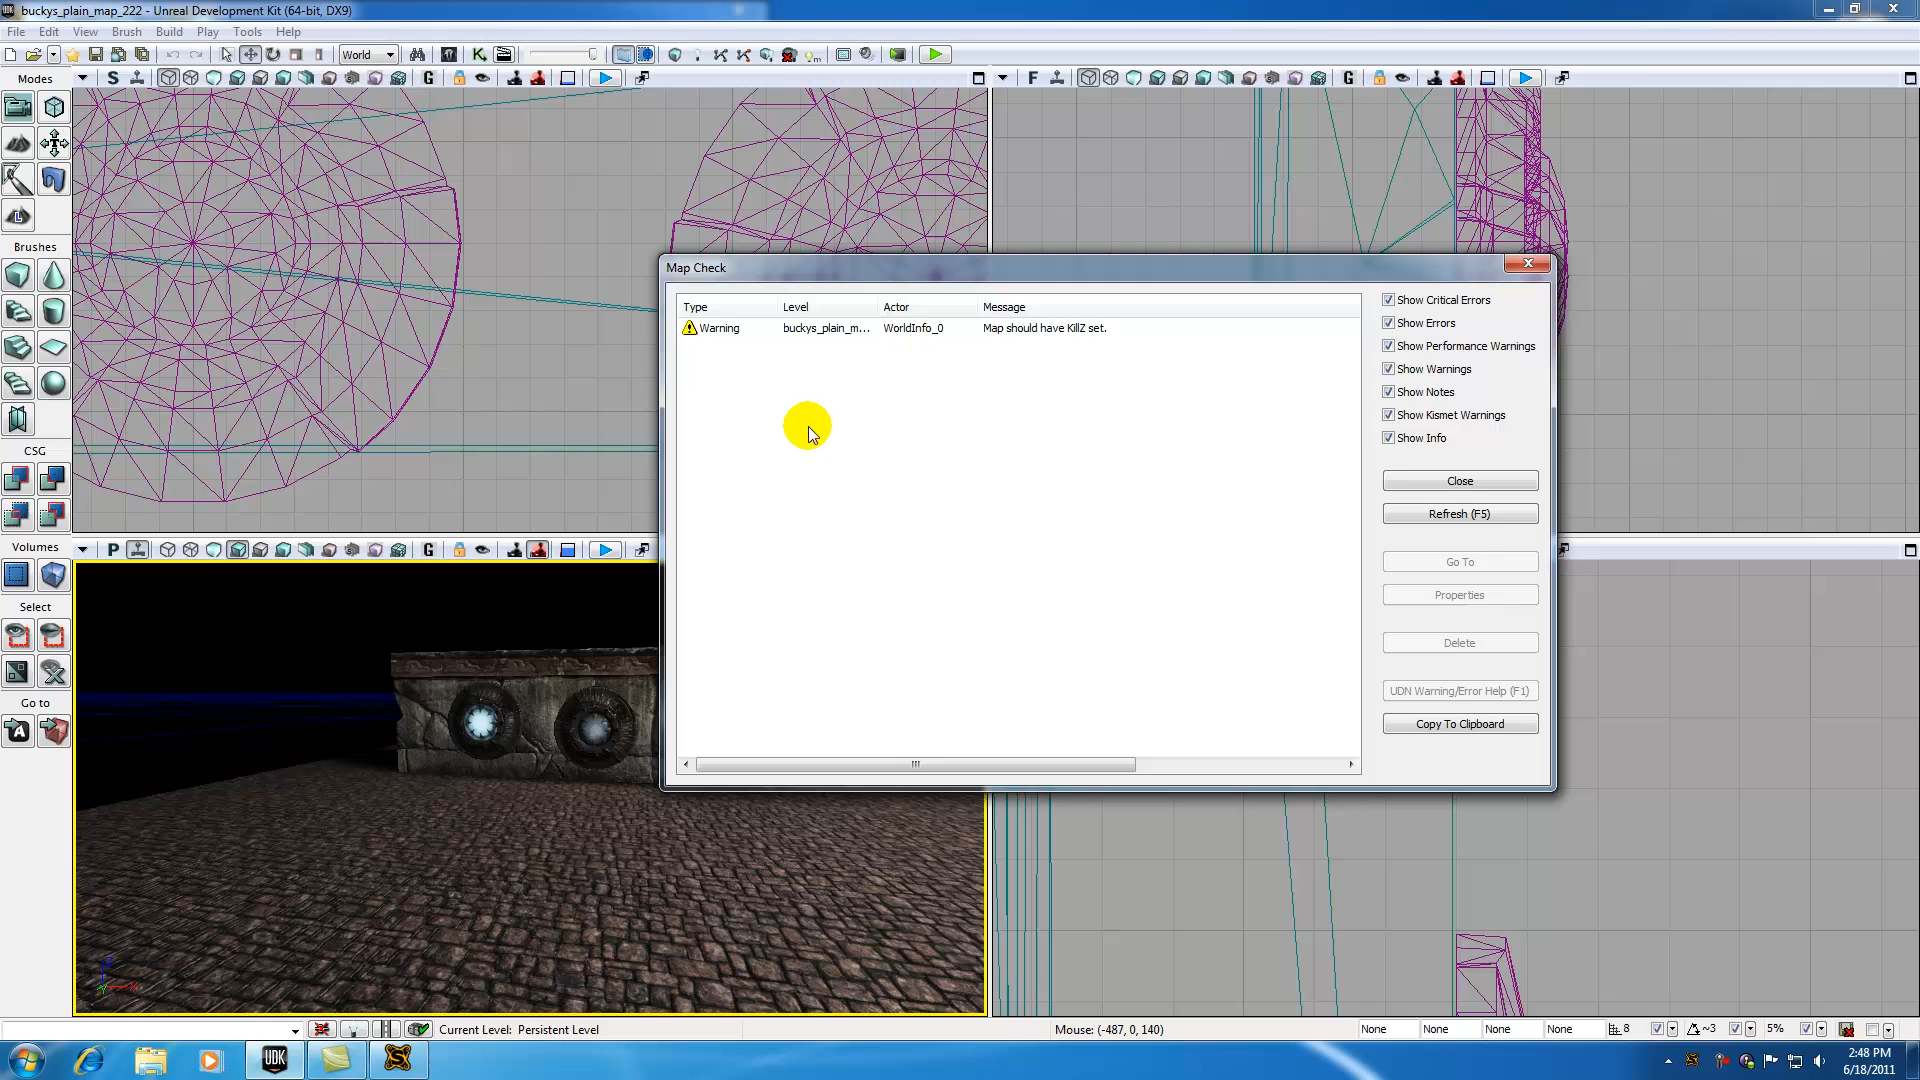 buckys_plain_map_222 - Unreal Development Kit (64-bit, DX9)
File Edit View Brush Build Play Tools Help
World
Modes
S
G
F
G
L
Brushes
CSG
Volumes
Select
Go to
A
P
G
Map Check
Type Level Actor Message
Warning buckys_plain_m... WorldInfo_0 Map should have KillZ set.
Show Critical Errors
Show Errors
Show Performance Warnings
Show Warnings
Show Notes
Show Kismet Warnings
Show Info
Close
Refresh (F5)
Go To
Properties
Delete
UDN Warning/Error Help (F1)
Copy To Clipboard
Current Level: Persistent Level
Mouse: (-487, 0, 140)
None None None None 8 ~3 5%
UDK
2:48 PM
6/18/2011